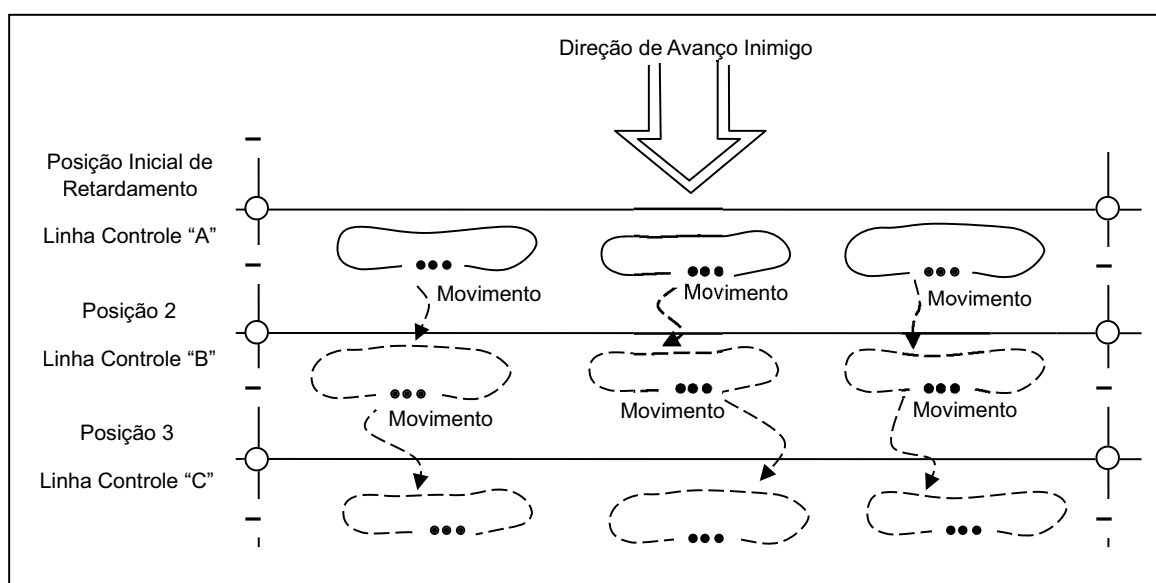 Direção de Avanço Inimigo
Posição Inicial de
Retardamento
Linha Controle “A”
Movimento
Movimento
Movimento
Posição 2
Linha Controle “B”
Movimento
Movimento
Movimento
Posição 3
Linha Controle “C”